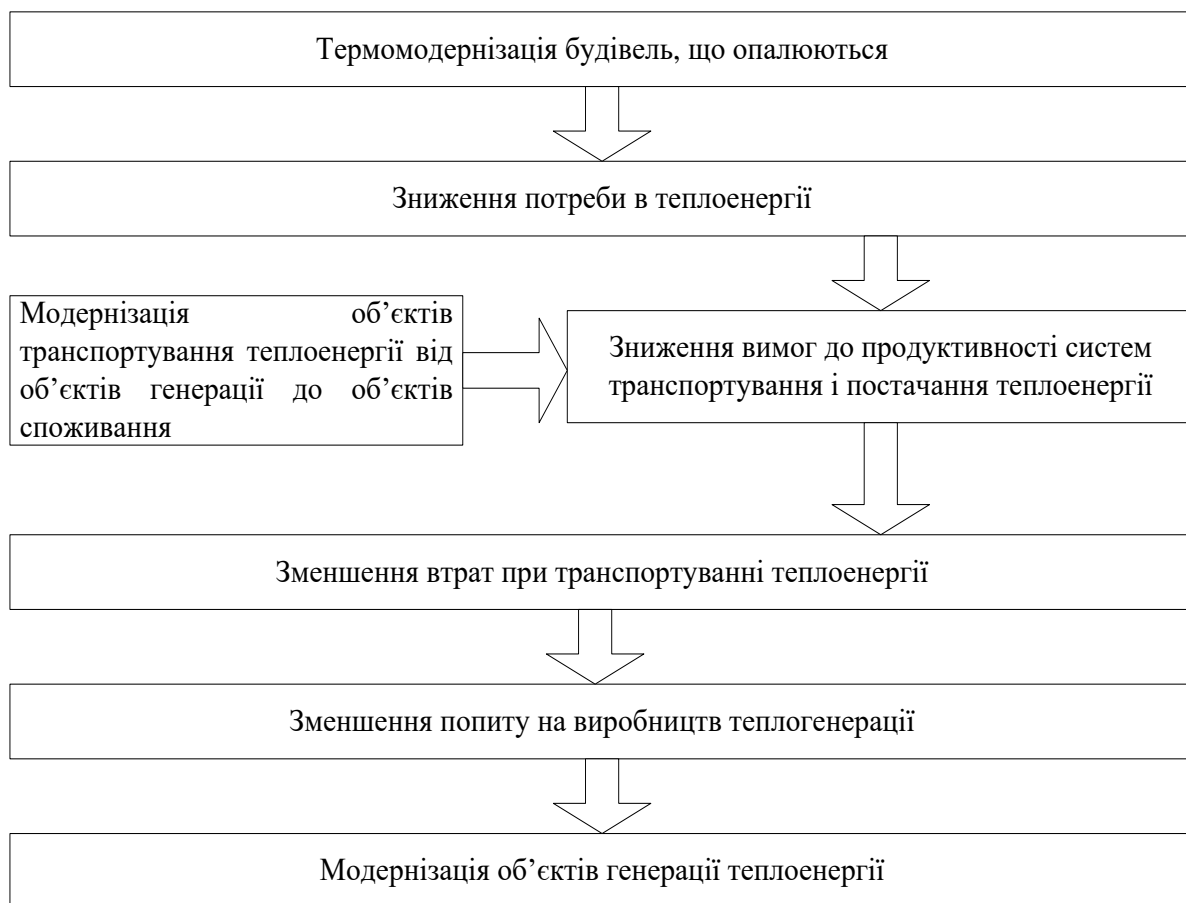 Термомодернізація будівель, що опалюються
Зниження потреби в теплоенергії
Модернізація об’єктів
транспортування теплоенергії від
об’єктів генерації до об’єктів
споживання
Зниження вимог до продуктивності систем
транспортування і постачання теплоенергії
Зменшення втрат при транспортуванні теплоенергії
Зменшення попиту на виробництв теплогенерації
Модернізація об’єктів генерації теплоенергії